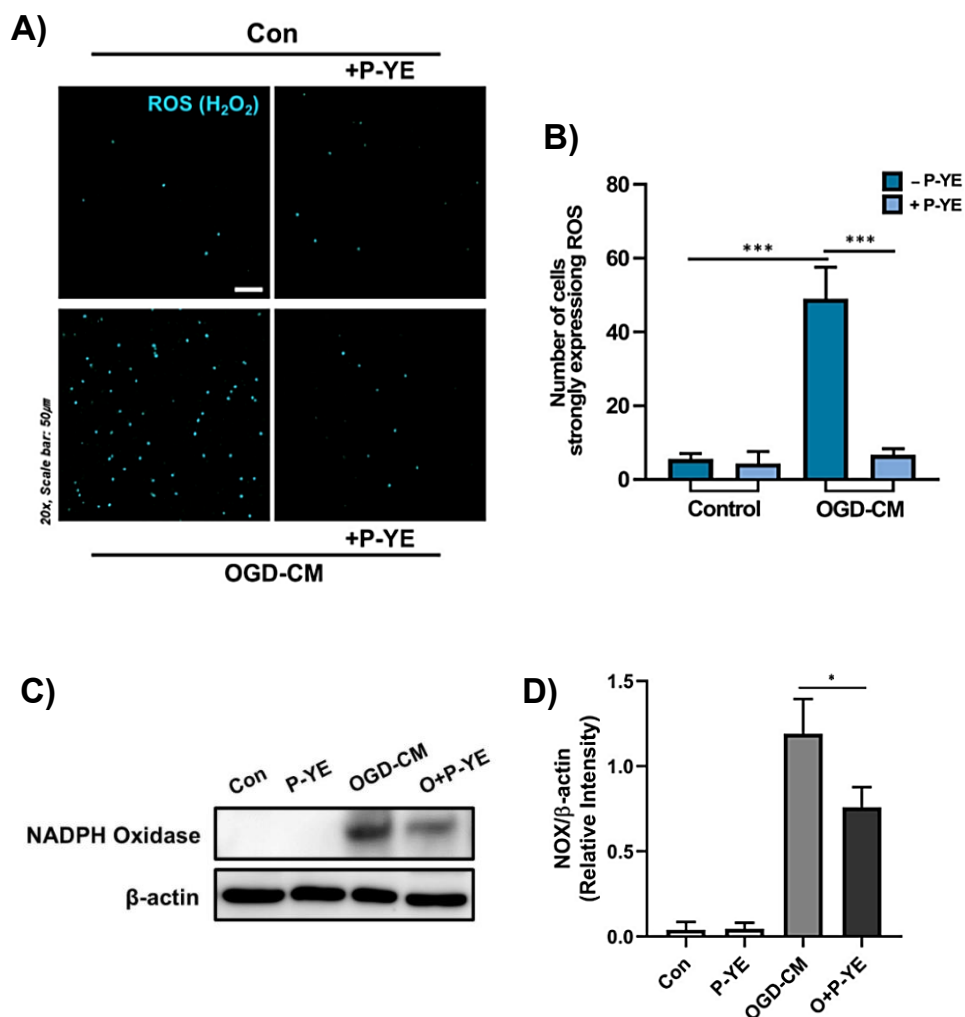 A)
Con
+P-YE
ROS (H₂O₂)
20x, Scale bar: 50㎛
+P-YE
OGD-CM
B)
Number of cells
strongly expressiong ROS
80
60
40
20
0
***
***
– P-YE
+ P-YE
Control
OGD-CM
C)
Con
P-YE
OGD-CM
O+P-YE
NADPH Oxidase
β-actin
D)
NOX/β-actin
(Relative Intensity)
1.5
1.0
0.5
0.0
*
Con
P-YE
OGD-CM
O+P-YE